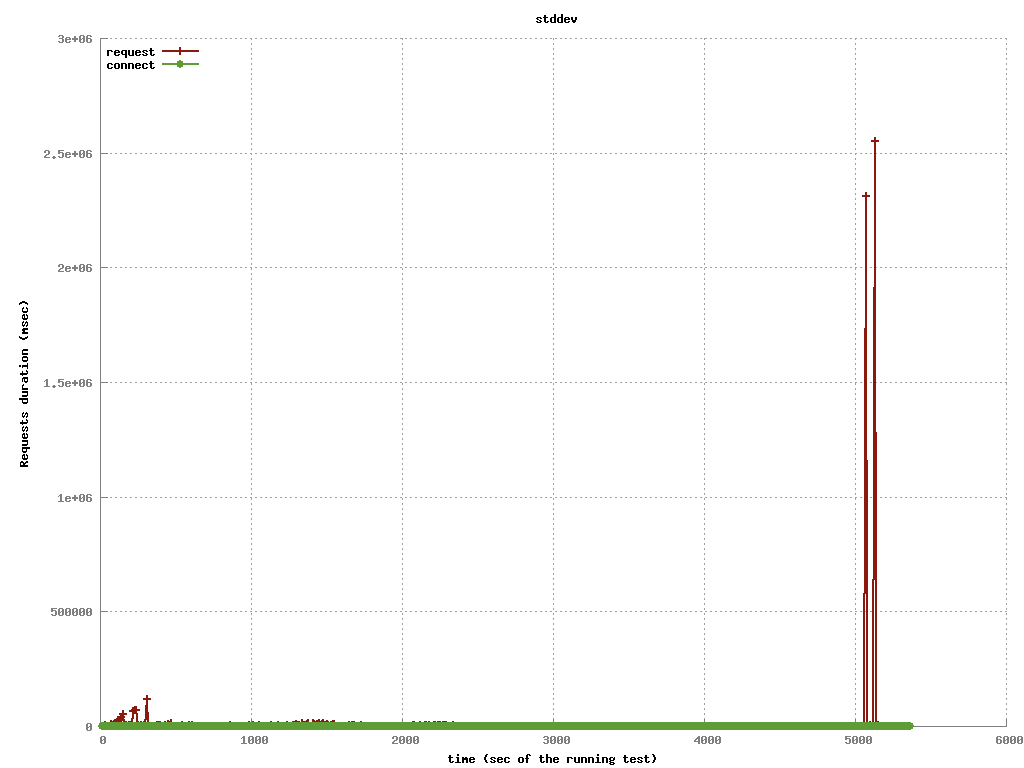 stddev
3e+06
request
connect
2.5e+06
2e+06
1.5e+06
1e+06
500000
0
Requests duration (msec)
0 1000 2000 3000 4000 5000 6000
time (sec of the running test)